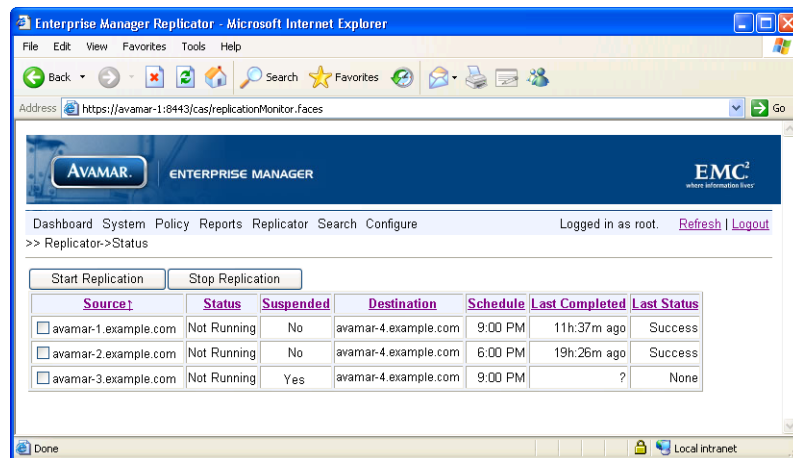 Enterprise Manager Replicator - Microsoft Internet Explorer
File Edit View Favorites Tools Help
Back Search Favorites
Address https://avamar-1:8443/cas/replicationMonitor.faces Go
AVAMAR. ENTERPRISE MANAGER EMC²
where information lives
Dashboard System Policy Reports Replicator Search Configure Logged in as root. Refresh | Logout
>> Replicator->Status
Start Replication Stop Replication
Source↑ Status Suspended Destination Schedule Last Completed Last Status
avamar-1.example.com Not Running No avamar-4.example.com 9:00 PM 11h:37m ago Success
avamar-2.example.com Not Running No avamar-4.example.com 6:00 PM 19h:26m ago Success
avamar-3.example.com Not Running Yes avamar-4.example.com 9:00 PM ? None
Done Local intranet